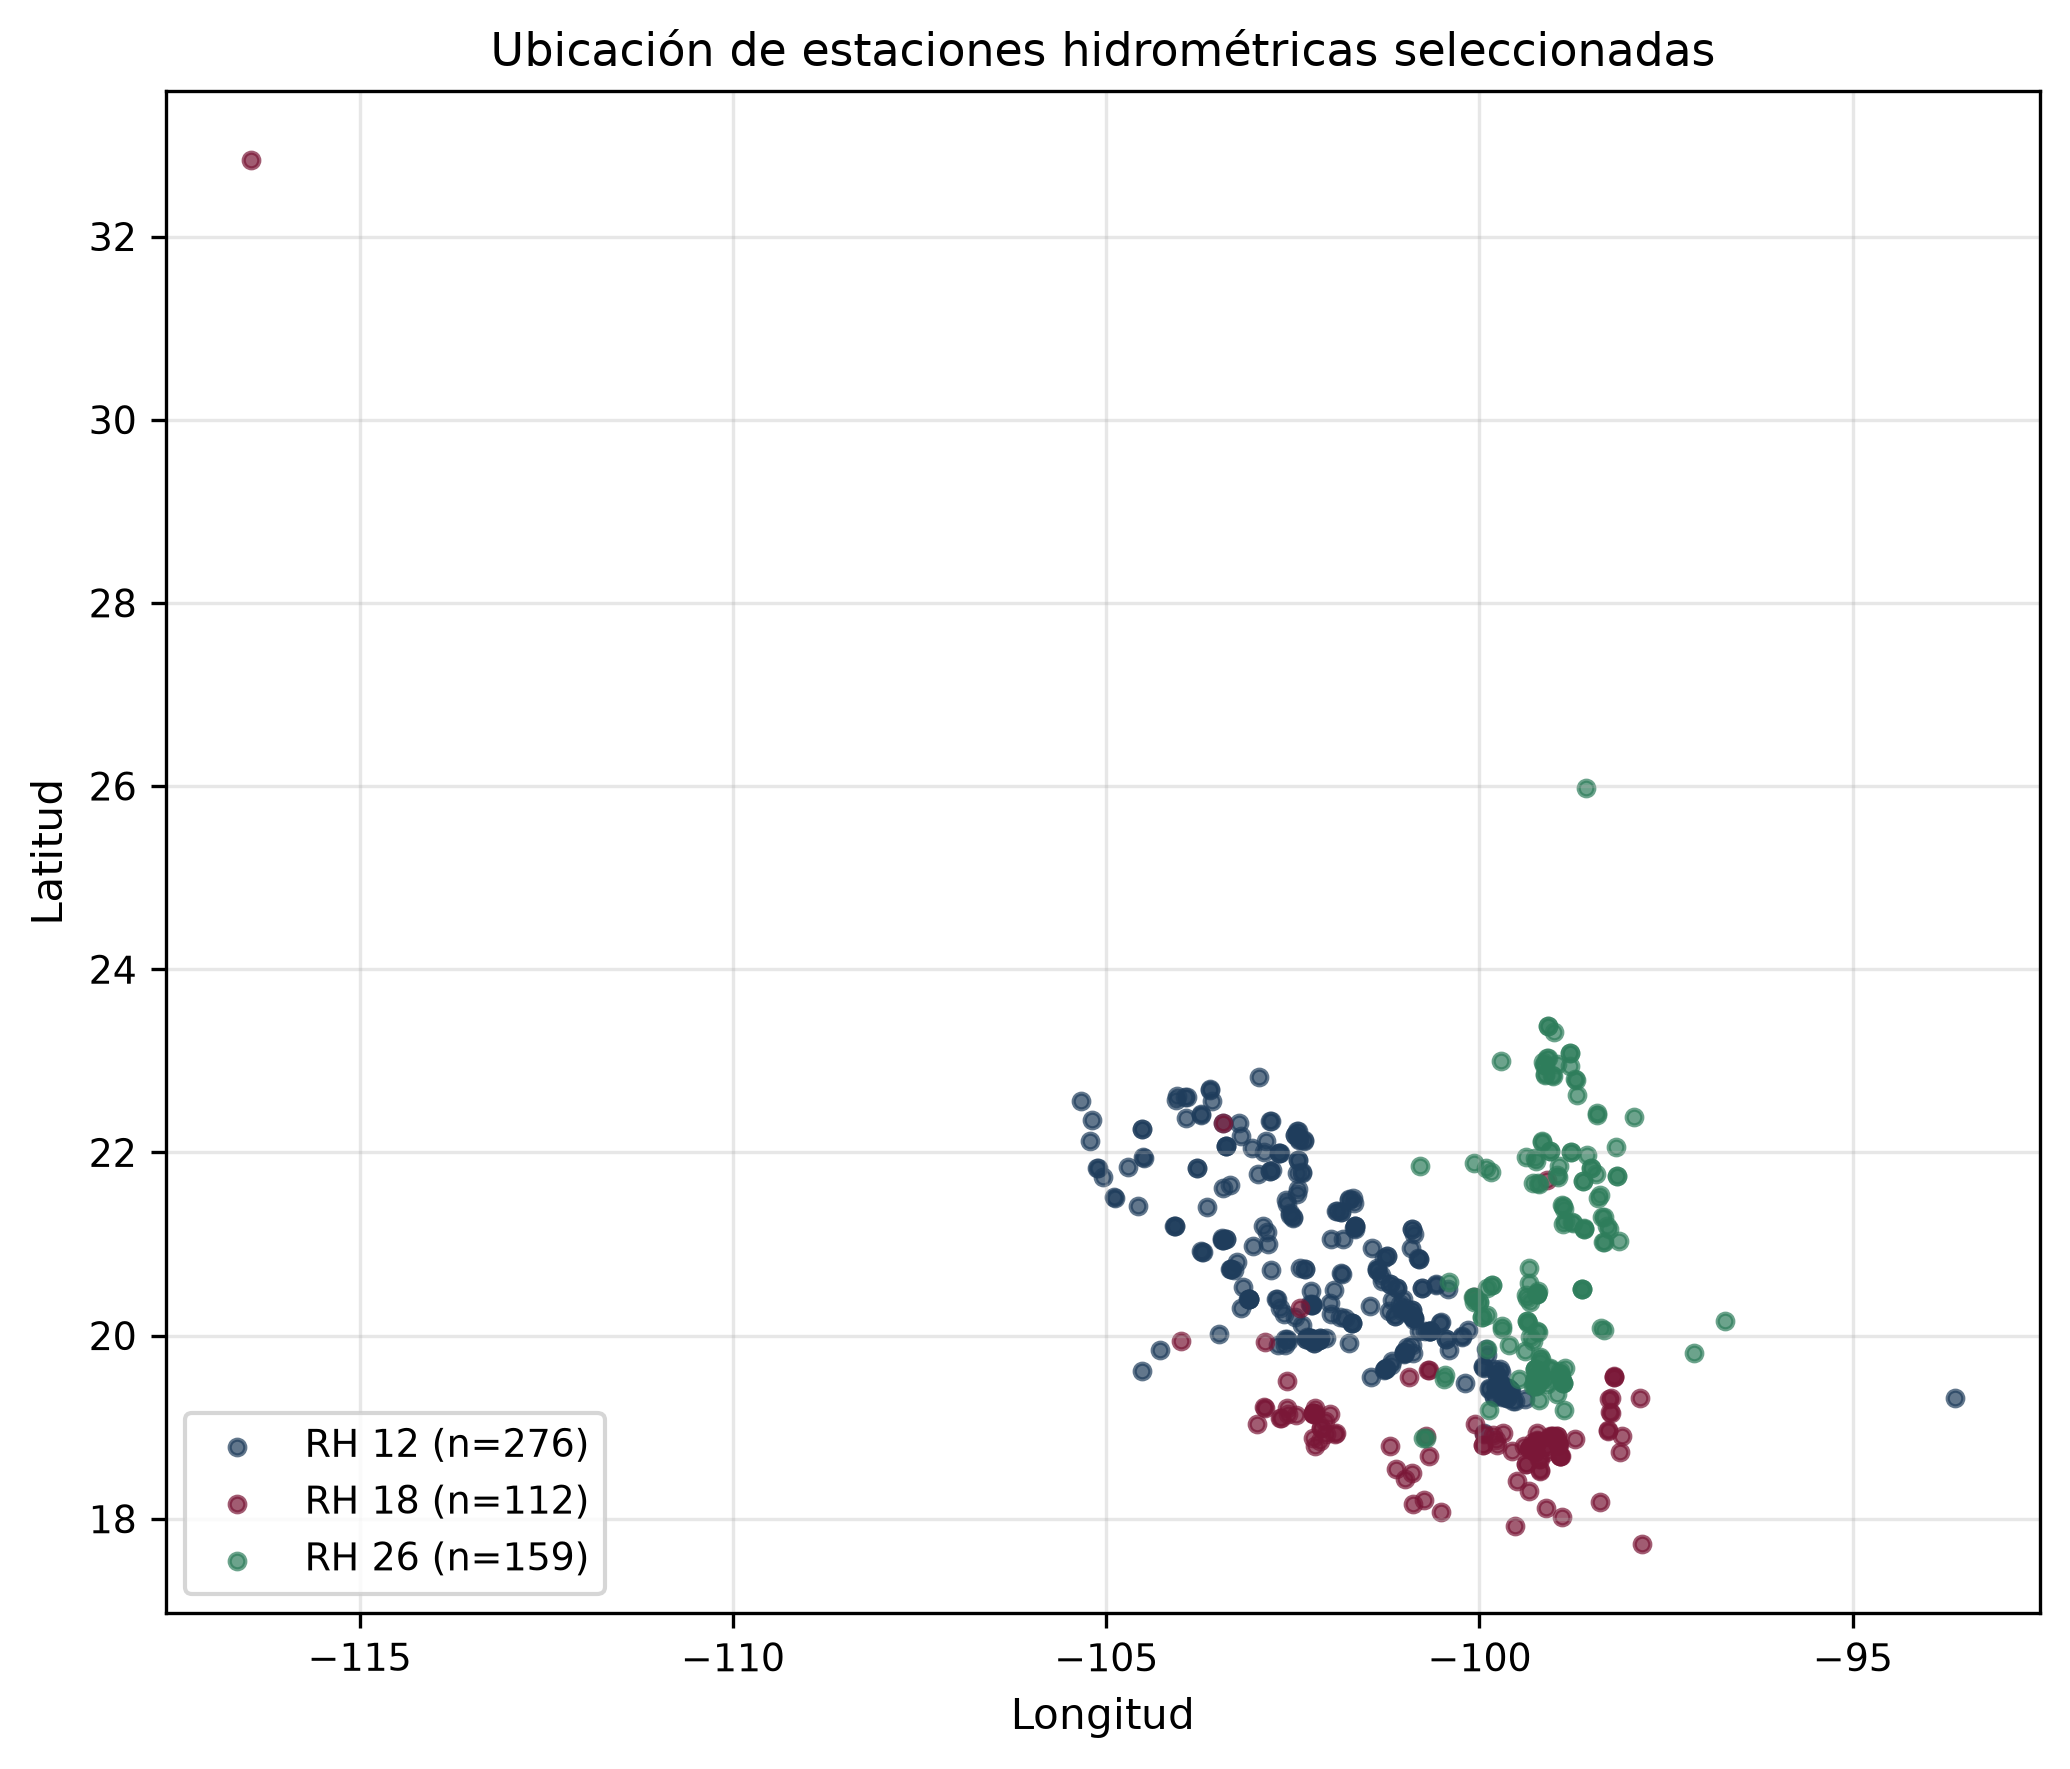 Ubicación de estaciones hidrométricas seleccionadas
Latitud
32
30
28
26
24
22
20
18
RH 12 (n=276)
RH 18 (n=112)
RH 26 (n=159)
−115
−110
−105
−100
−95
Longitud